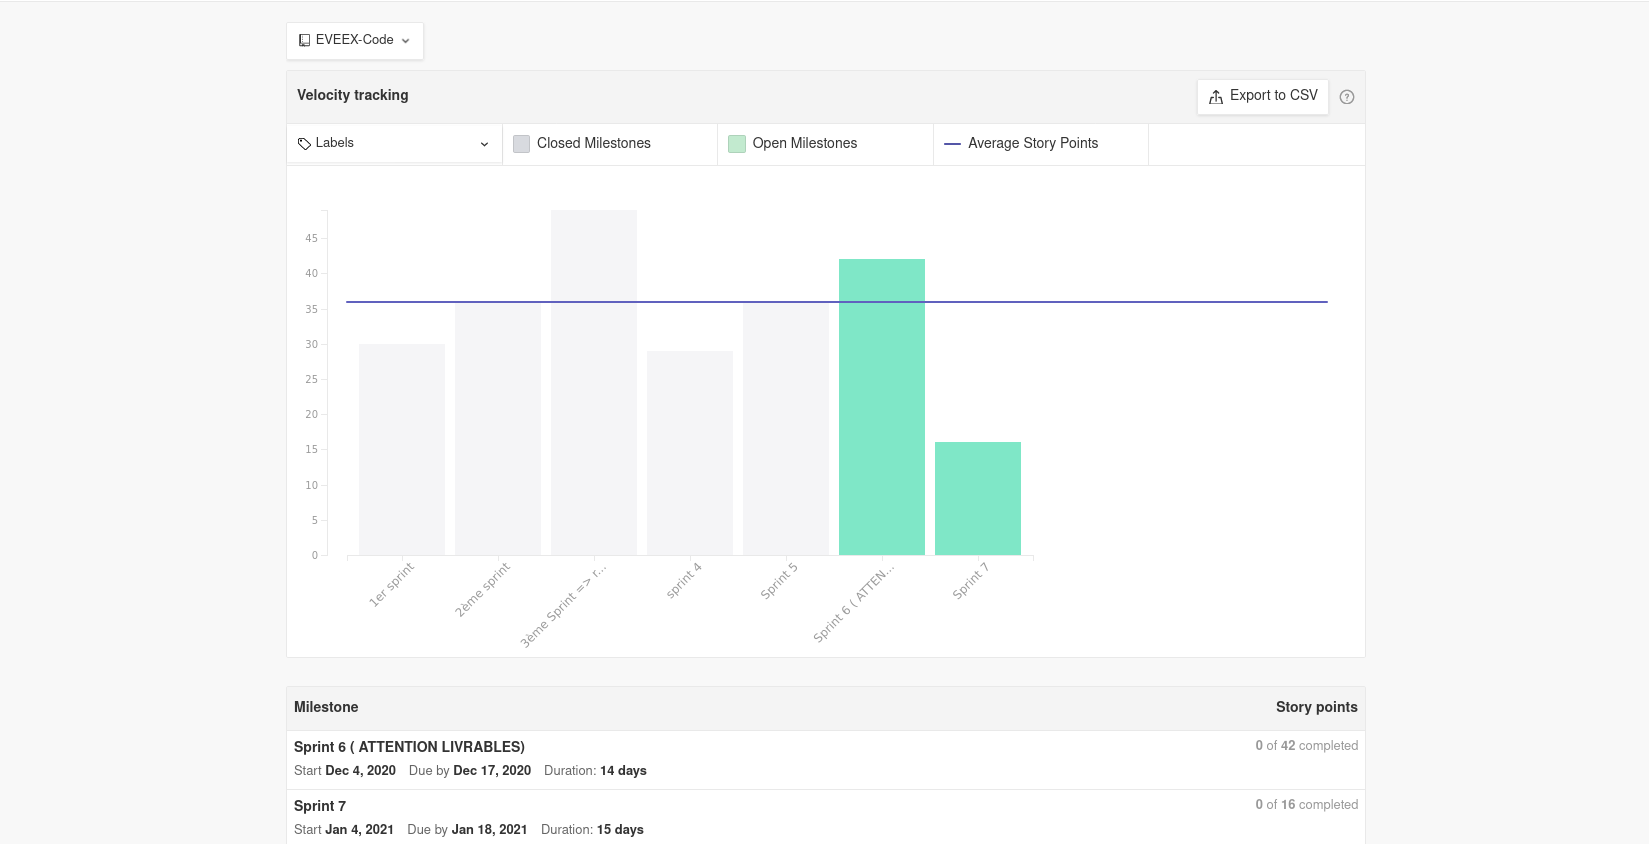 EVEEX-Code
Velocity tracking
Export to CSV
?
Labels
Closed Milestones
Open Milestones
Average Story Points
45
40
35
30
25
20
15
10
5
0
1er sprint
2ème sprint
3ème Sprint => r...
sprint 4
Sprint 5
Sprint 6 ( ATTEN...
Sprint 7
Milestone Story points
Sprint 6 ( ATTENTION LIVRABLES) 0 of 42 completed
Start Dec 4, 2020 Due by Dec 17, 2020 Duration: 14 days
Sprint 7 0 of 16 completed
Start Jan 4, 2021 Due by Jan 18, 2021 Duration: 15 days